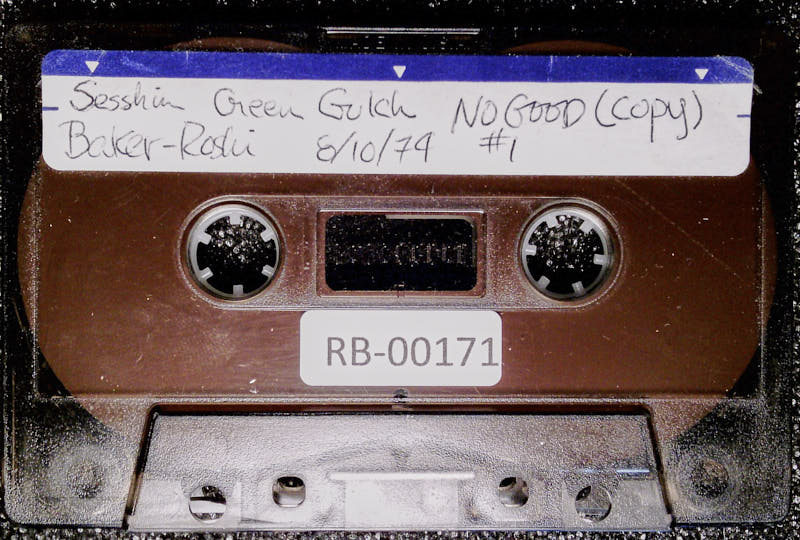 Sesshin Green Gulch NO GOOD (copy)
Baker-Roshi 8/10/74 #1
RB-00171